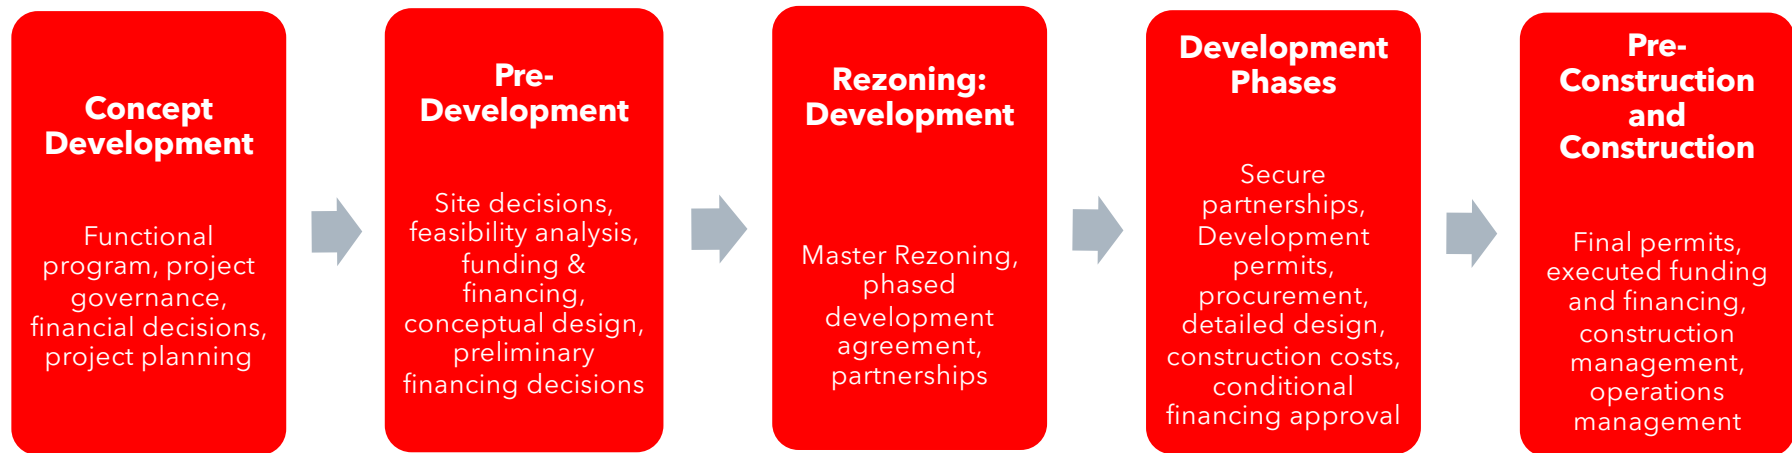 Concept
Development
Functional
program, project
governance,
financial decisions,
project planning
Pre-
Development
Site decisions,
feasibility analysis,
funding &
financing,
conceptual design,
preliminary
financing decisions
Rezoning:
Development
Master Rezoning,
phased
development
agreement,
partnerships
Development
Phases
Secure
partnerships,
Development
permits,
procurement,
detailed design,
construction costs,
conditional
financing approval
Pre-
Construction
and
Construction
Final permits,
executed funding
and financing,
construction
management,
operations
management